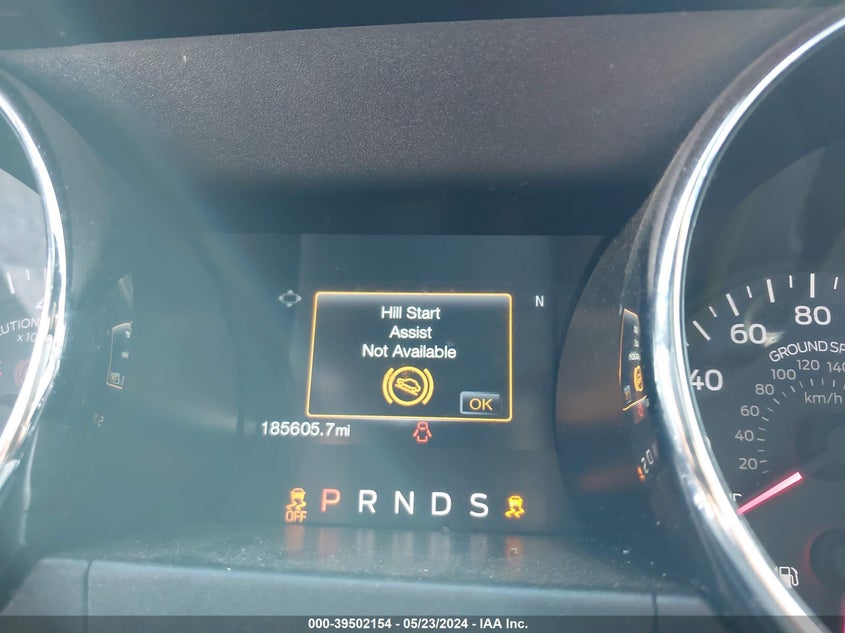 Hill Start
Assist
Not Available
OK
N
185605.7mi
OFF
P R N D S
40
60
80
GROUND SP
100
120
140
80
60
40
20
km/h
000-39502154 - 05/23/2024 - IAA Inc.